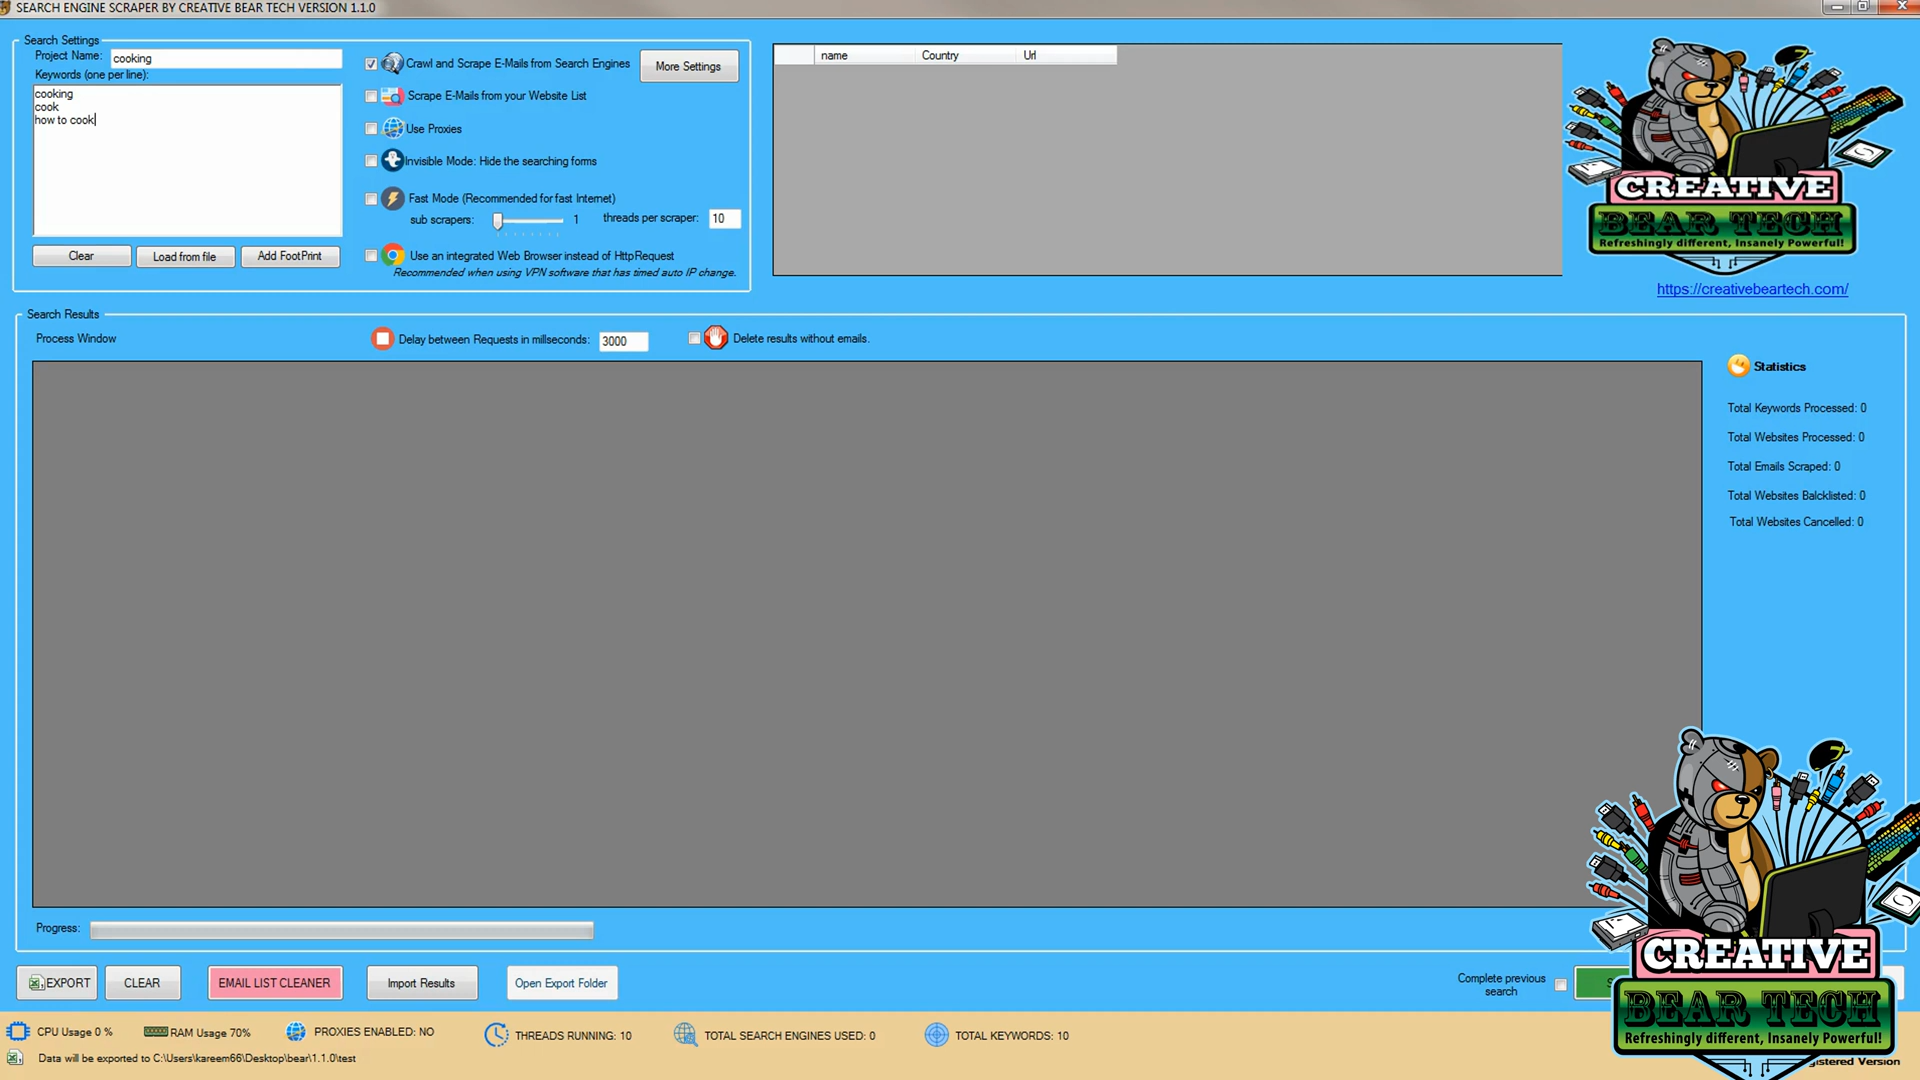 SEARCH ENGINE SCRAPER BY CREATIVE BEAR TECH VERSION 1.1.0
Search Settings
Project Name: cooking
Keywords (one per line):
cooking
cook
how to cook
Clear
Load from file
Add FootPrint
Crawl and Scrape E-Mails from Search Engines
More Settings
Scrape E-Mails from your Website List
Use Proxies
Invisible Mode: Hide the searching forms
Fast Mode (Recommended for fast Internet)
sub scrapers: 1 threads per scraper: 10
Use an integrated Web Browser instead of HttpRequest
Recommended when using VPN software that has timed auto IP change.
name Country Url
CREATIVE
BEAR TECH
Refreshingly different, Insanely Powerful!
https://creativebeartech.com/
Search Results
Process Window
Delay between Requests in millseconds: 3000
Delete results without emails.
Statistics
Total Keywords Processed: 0
Total Websites Processed: 0
Total Emails Scraped: 0
Total Websites Balcklisted: 0
Total Websites Cancelled: 0
Progress:
EXPORT
CLEAR
EMAIL LIST CLEANER
Import Results
Open Export Folder
Complete previous
search
CREATIVE
BEAR TECH
Refreshingly different, Insanely Powerful!
CPU Usage 0 %
RAM Usage 70%
PROXIES ENABLED: NO
THREADS RUNNING: 10
TOTAL SEARCH ENGINES USED: 0
TOTAL KEYWORDS: 10
Data will be exported to C:\Users\kareem66\Desktop\bear\1.1.0\test
gistered Version